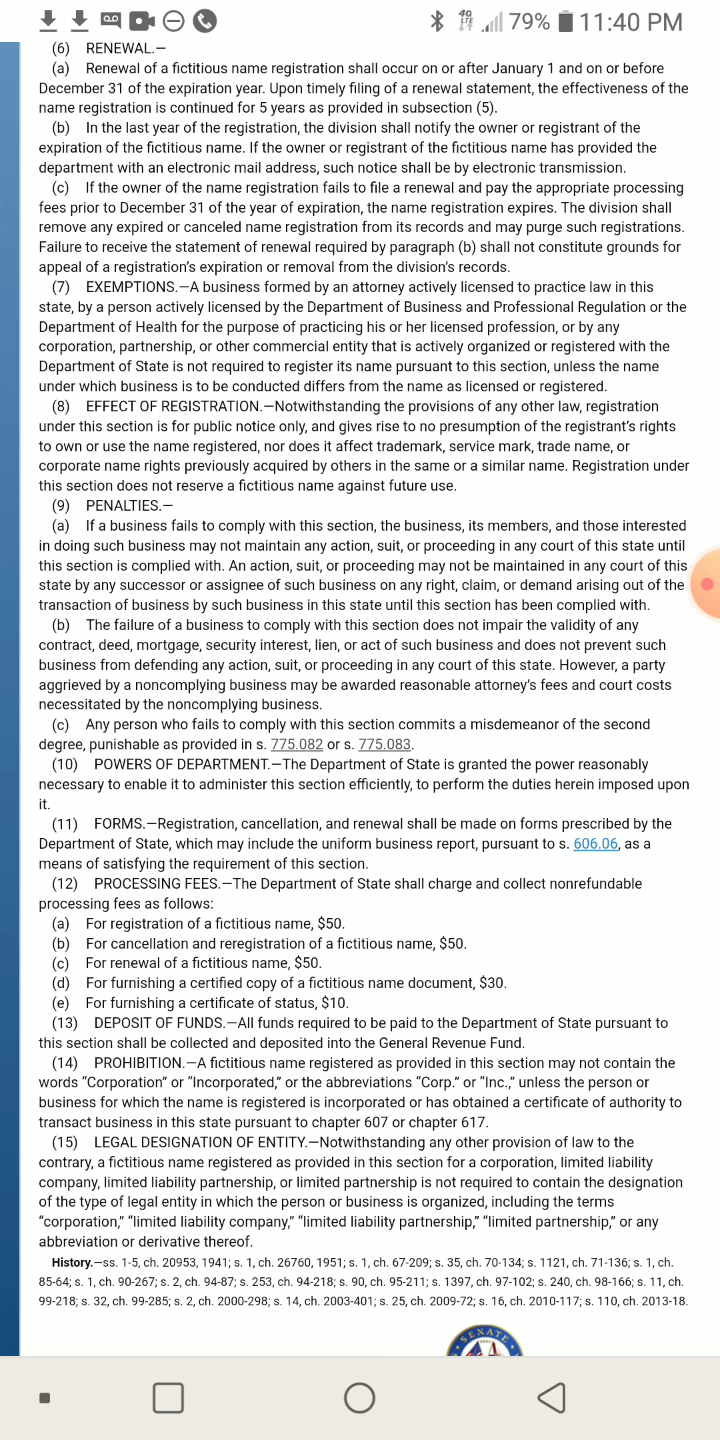 79% 11:40 PM
(6) RENEWAL.—
(a) Renewal of a fictitious name registration shall occur on or after January 1 and on or before
December 31 of the expiration year. Upon timely filing of a renewal statement, the effectiveness of the
name registration is continued for 5 years as provided in subsection (5).
(b) In the last year of the registration, the division shall notify the owner or registrant of the
expiration of the fictitious name. If the owner or registrant of the fictitious name has provided the
department with an electronic mail address, such notice shall be by electronic transmission.
(c) If the owner of the name registration fails to file a renewal and pay the appropriate processing
fees prior to December 31 of the year of expiration, the name registration expires. The division shall
remove any expired or canceled name registration from its records and may purge such registrations.
Failure to receive the statement of renewal required by paragraph (b) shall not constitute grounds for
appeal of a registration's expiration or removal from the division's records.
(7) EXEMPTIONS.—A business formed by an attorney actively licensed to practice law in this
state, by a person actively licensed by the Department of Business and Professional Regulation or the
Department of Health for the purpose of practicing his or her licensed profession, or by any
corporation, partnership, or other commercial entity that is actively organized or registered with the
Department of State is not required to register its name pursuant to this section, unless the name
under which business is to be conducted differs from the name as licensed or registered.
(8) EFFECT OF REGISTRATION.—Notwithstanding the provisions of any other law, registration
under this section is for public notice only, and gives rise to no presumption of the registrant's rights
to own or use the name registered, nor does it affect trademark, service mark, trade name, or
corporate name rights previously acquired by others in the same or a similar name. Registration under
this section does not reserve a fictitious name against future use.
(9) PENALTIES.—
(a) If a business fails to comply with this section, the business, its members, and those interested
in doing such business may not maintain any action, suit, or proceeding in any court of this state until
this section is complied with. An action, suit, or proceeding may not be maintained in any court of this
state by any successor or assignee of such business on any right, claim, or demand arising out of the
transaction of business by such business in this state until this section has been complied with.
(b) The failure of a business to comply with this section does not impair the validity of any
contract, deed, mortgage, security interest, lien, or act of such business and does not prevent such
business from defending any action, suit, or proceeding in any court of this state. However, a party
aggrieved by a noncomplying business may be awarded reasonable attorney's fees and court costs
necessitated by the noncomplying business.
(c) Any person who fails to comply with this section commits a misdemeanor of the second
degree, punishable as provided in s. 775.082 or s. 775.083.
(10) POWERS OF DEPARTMENT.—The Department of State is granted the power reasonably
necessary to enable it to administer this section efficiently, to perform the duties herein imposed upon
it.
(11) FORMS.—Registration, cancellation, and renewal shall be made on forms prescribed by the
Department of State, which may include the uniform business report, pursuant to s. 606.06, as a
means of satisfying the requirement of this section.
(12) PROCESSING FEES.—The Department of State shall charge and collect nonrefundable
processing fees as follows:
(a) For registration of a fictitious name, $50.
(b) For cancellation and reregistration of a fictitious name, $50.
(c) For renewal of a fictitious name, $50.
(d) For furnishing a certified copy of a fictitious name document, $30.
(e) For furnishing a certificate of status, $10.
(13) DEPOSIT OF FUNDS.—All funds required to be paid to the Department of State pursuant to
this section shall be collected and deposited into the General Revenue Fund.
(14) PROHIBITION.—A fictitious name registered as provided in this section may not contain the
words “Corporation” or “Incorporated,” or the abbreviations “Corp.” or “Inc.,” unless the person or
business for which the name is registered is incorporated or has obtained a certificate of authority to
transact business in this state pursuant to chapter 607 or chapter 617.
(15) LEGAL DESIGNATION OF ENTITY.—Notwithstanding any other provision of law to the
contrary, a fictitious name registered as provided in this section for a corporation, limited liability
company, limited liability partnership, or limited partnership is not required to contain the designation
of the type of legal entity in which the person or business is organized, including the terms
“corporation,” “limited liability company,” “limited liability partnership,” “limited partnership,” or any
abbreviation or derivative thereof.
History.—ss. 1-5, ch. 20953, 1941; s. 1, ch. 26760, 1951; s. 1, ch. 67-209; s. 35, ch. 70-134; s. 1121, ch. 71-136; s. 1, ch.
85-64; s. 1, ch. 90-267; s. 2, ch. 94-87; s. 253, ch. 94-218; s. 90, ch. 95-211; s. 1397, ch. 97-102; s. 240, ch. 98-166; s. 11, ch.
99-218; s. 32, ch. 99-285; s. 2, ch. 2000-298; s. 14, ch. 2003-401; s. 25, ch. 2009-72; s. 16, ch. 2010-117; s. 110, ch. 2013-18.
SENATE